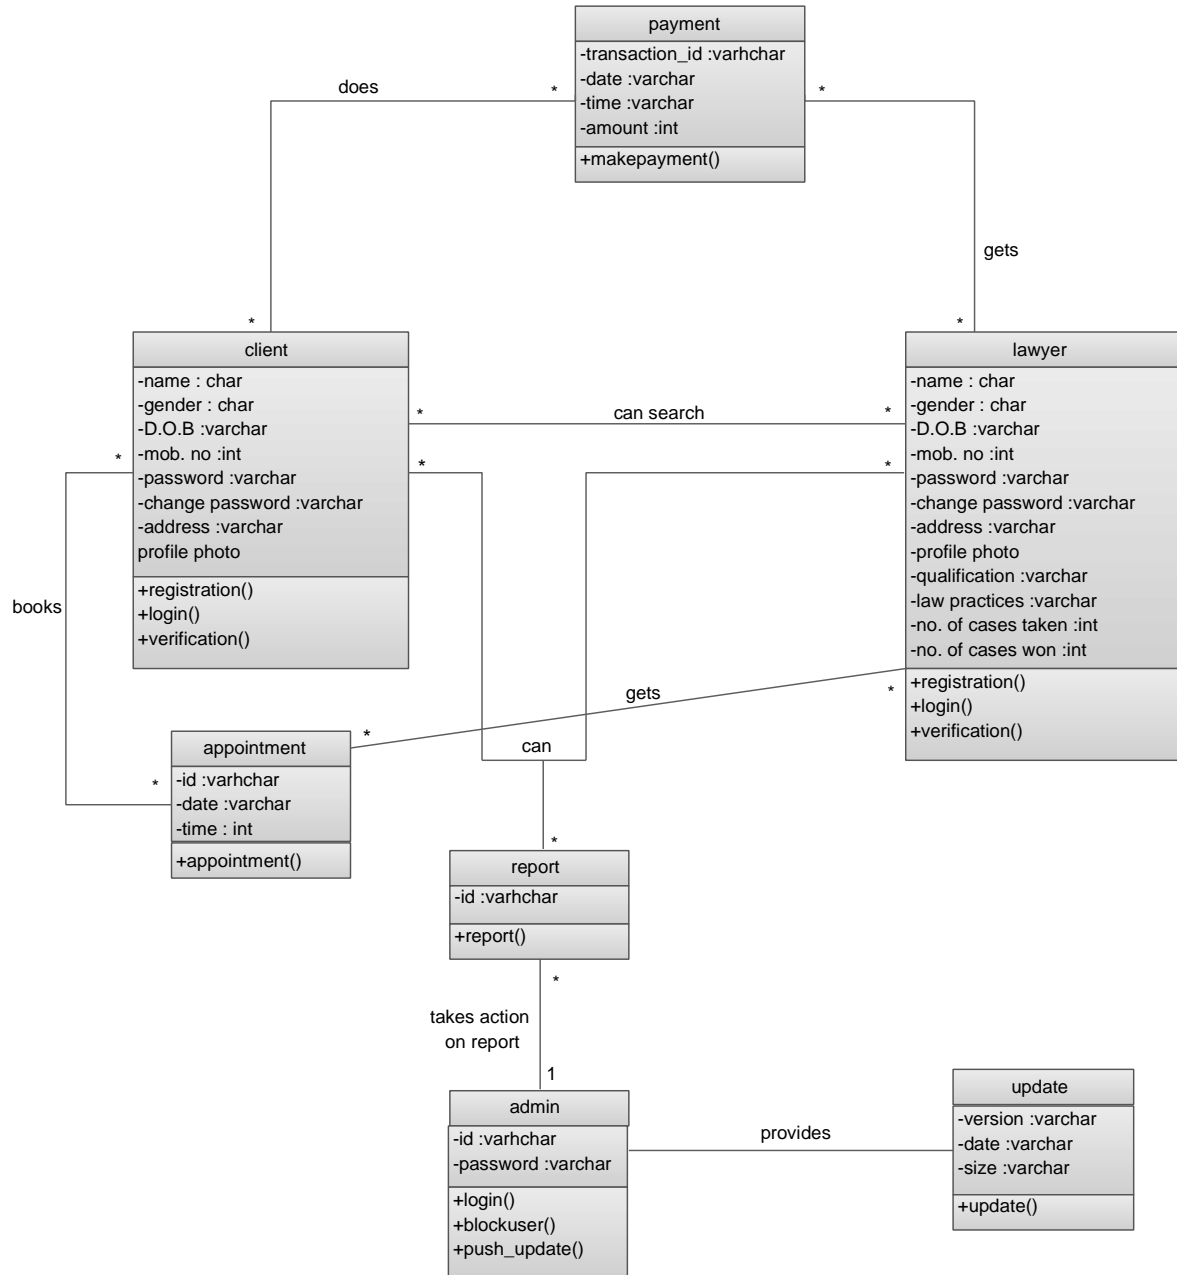 payment
-transaction_id :varhchar
-date :varchar
-time :varchar
-amount :int
+makepayment()
does
*
*
gets
*
*
client
-name : char
-gender : char
-D.O.B :varchar
-mob. no :int
-password :varchar
-change password :varchar
-address :varchar
profile photo
+registration()
+login()
+verification()
lawyer
-name : char
-gender : char
-D.O.B :varchar
-mob. no :int
-password :varchar
-change password :varchar
-address :varchar
-profile photo
-qualification :varchar
-law practices :varchar
-no. of cases taken :int
-no. of cases won :int
+registration()
+login()
+verification()
*
can search
*
*
*
*
books
*
gets
*
*
can
*
appointment
-id :varhchar
-date :varchar
-time : int
+appointment()
report
-id :varhchar
+report()
*
takes action
on report
1
admin
-id :varhchar
-password :varchar
+login()
+blockuser()
+push_update()
provides
update
-version :varchar
-date :varchar
-size :varchar
+update()